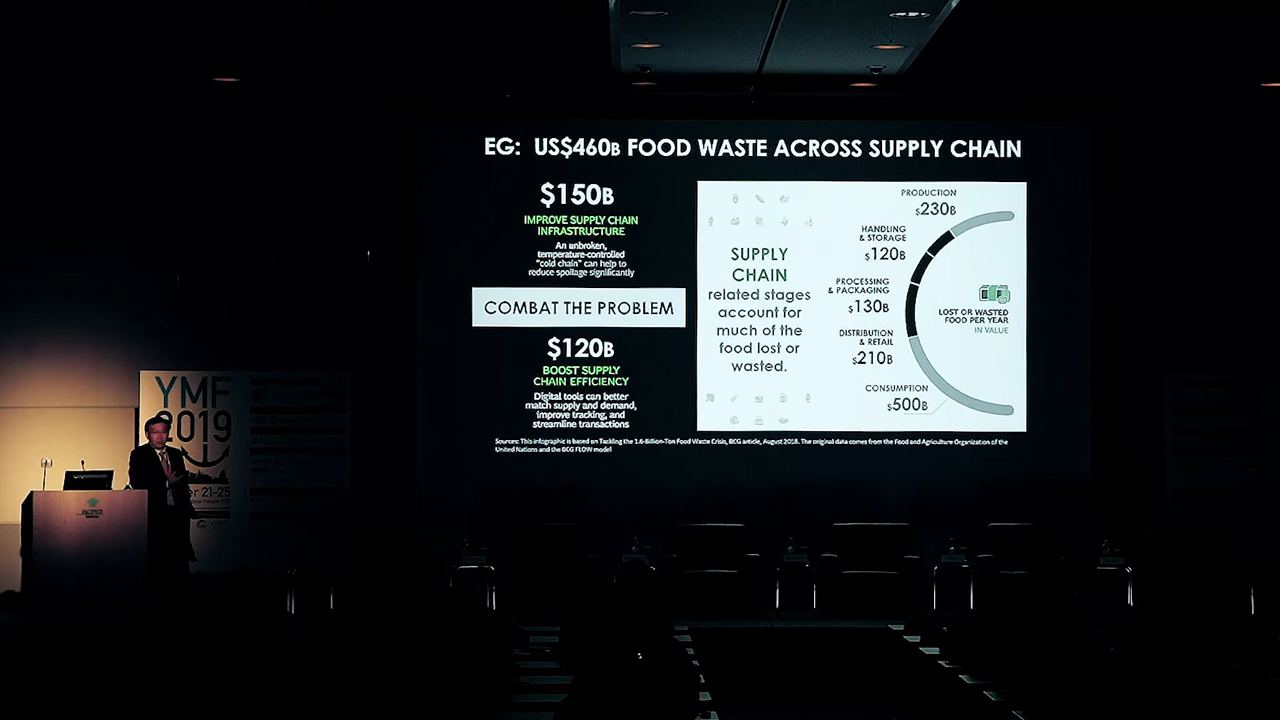 EG: US$460B FOOD WASTE ACROSS SUPPLY CHAIN
$150B
IMPROVE SUPPLY CHAIN
INFRASTRUCTURE
An unbroken,
temperature-controlled
"cold chain" can help to
reduce spoilage significantly
COMBAT THE PROBLEM
$120B
BOOST SUPPLY
CHAIN EFFICIENCY
Digital tools can better
match supply and demand,
improve tracking, and
streamline transactions
SUPPLY
CHAIN
related stages
account for
much of the
food lost or
wasted.
PRODUCTION
$230B
HANDLING
& STORAGE
$120B
PROCESSING
& PACKAGING
$130B
DISTRIBUTION
& RETAIL
$210B
CONSUMPTION
$500B
LOST OR WASTED
FOOD PER YEAR
IN VALUE
Sources: This infographic is based on Tackling the 1.6-Billion-Ton Food Waste Crisis, BCG article, August 2018. The original data comes from the Food and Agriculture Organization of the
United Nations and the BCG FLOW model
YMF
2019
21-25